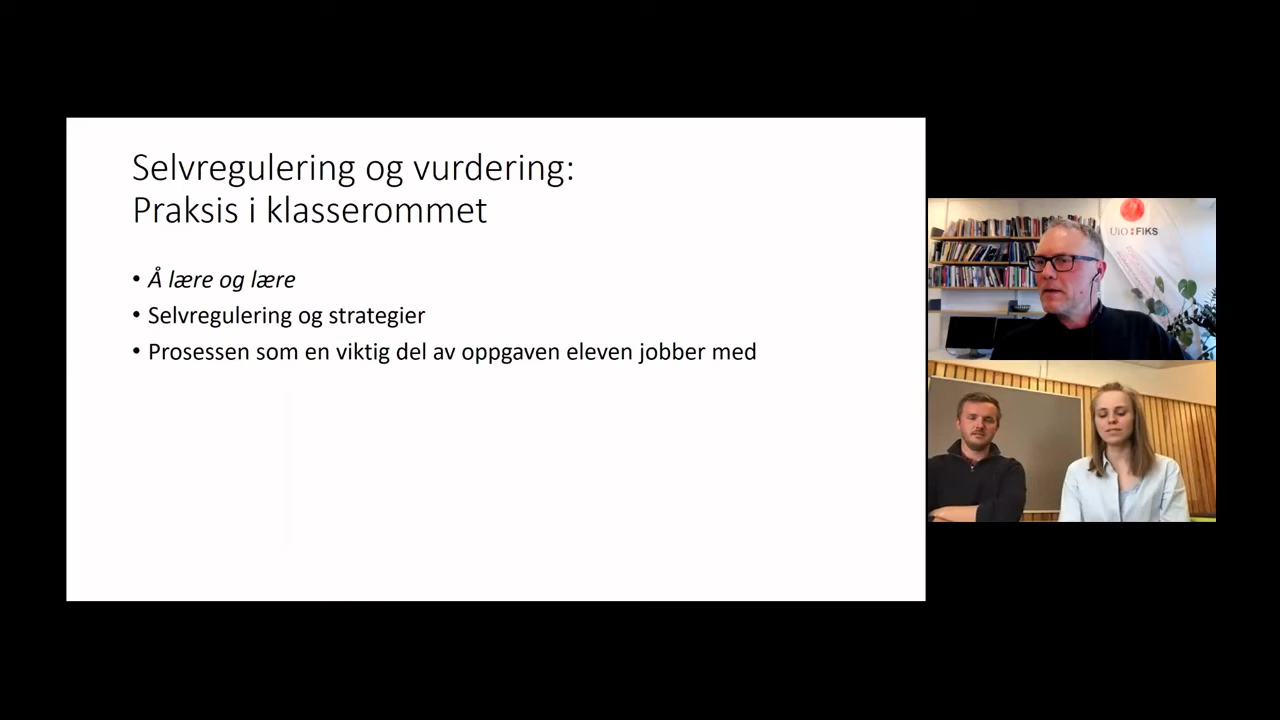 Selvregulering og vurdering:
Praksis i klasserommet
• Å lære og lære
• Selvregulering og strategier
• Prosessen som en viktig del av oppgaven eleven jobber med
UiO:FIKS